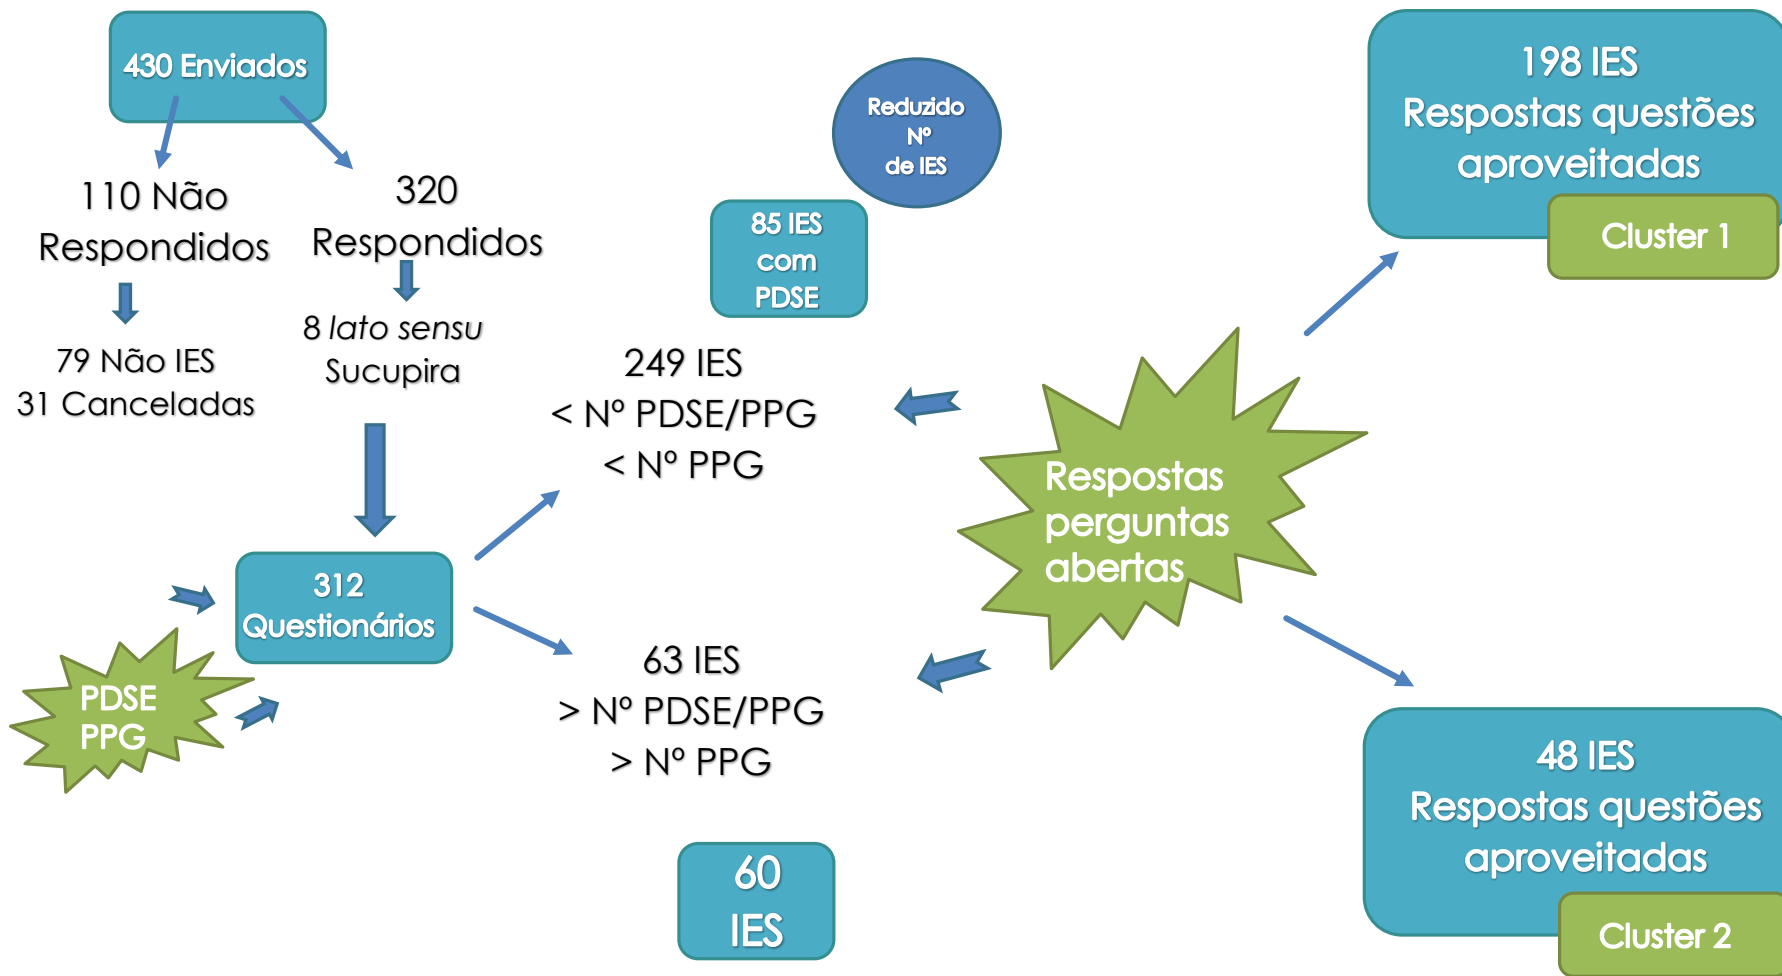 430 Enviados
110 Não
Respondidos
79 Não IES
31 Canceladas
320
Respondidos
8 lato sensu
Sucupira
312
Questionários
PDSE
PPG
Reduzido
Nº
de IES
85 IES
com
PDSE
249 IES
< Nº PDSE/PPG
< Nº PPG
63 IES
> Nº PDSE/PPG
> Nº PPG
60
IES
Respostas
perguntas
abertas
198 IES
Respostas questões
aproveitadas
Cluster 1
48 IES
Respostas questões
aproveitadas
Cluster 2